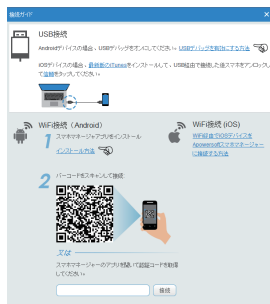 接続ガイド
USB接続
Androidデバイスの場合、USBデバッグをオンにしてください。USBデバッグを有効にする方法
iOSデバイスの場合、最新版のiTunesをインストールして、USB経由で接続した後スマホをアンロックし
て信頼をタップしてください。
WiFi接続（Android）
1 スマホマネージャアプリをインストール
インストール方法
2 バーコードをスキャンして接続
又は
スマホマネージャーのアプリを開いて認証コードを取得
してください。
接続
WiFi接続 (iOS)
WiFi経由でiOSデバイスを
Apowersoftスマホマネージャー
に接続する方法